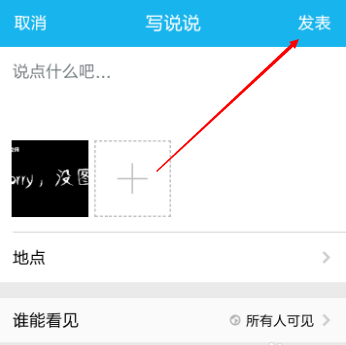 取消 写说说 发表
说点什么吧...
orry，没图
地点
谁能看见 所有人可见